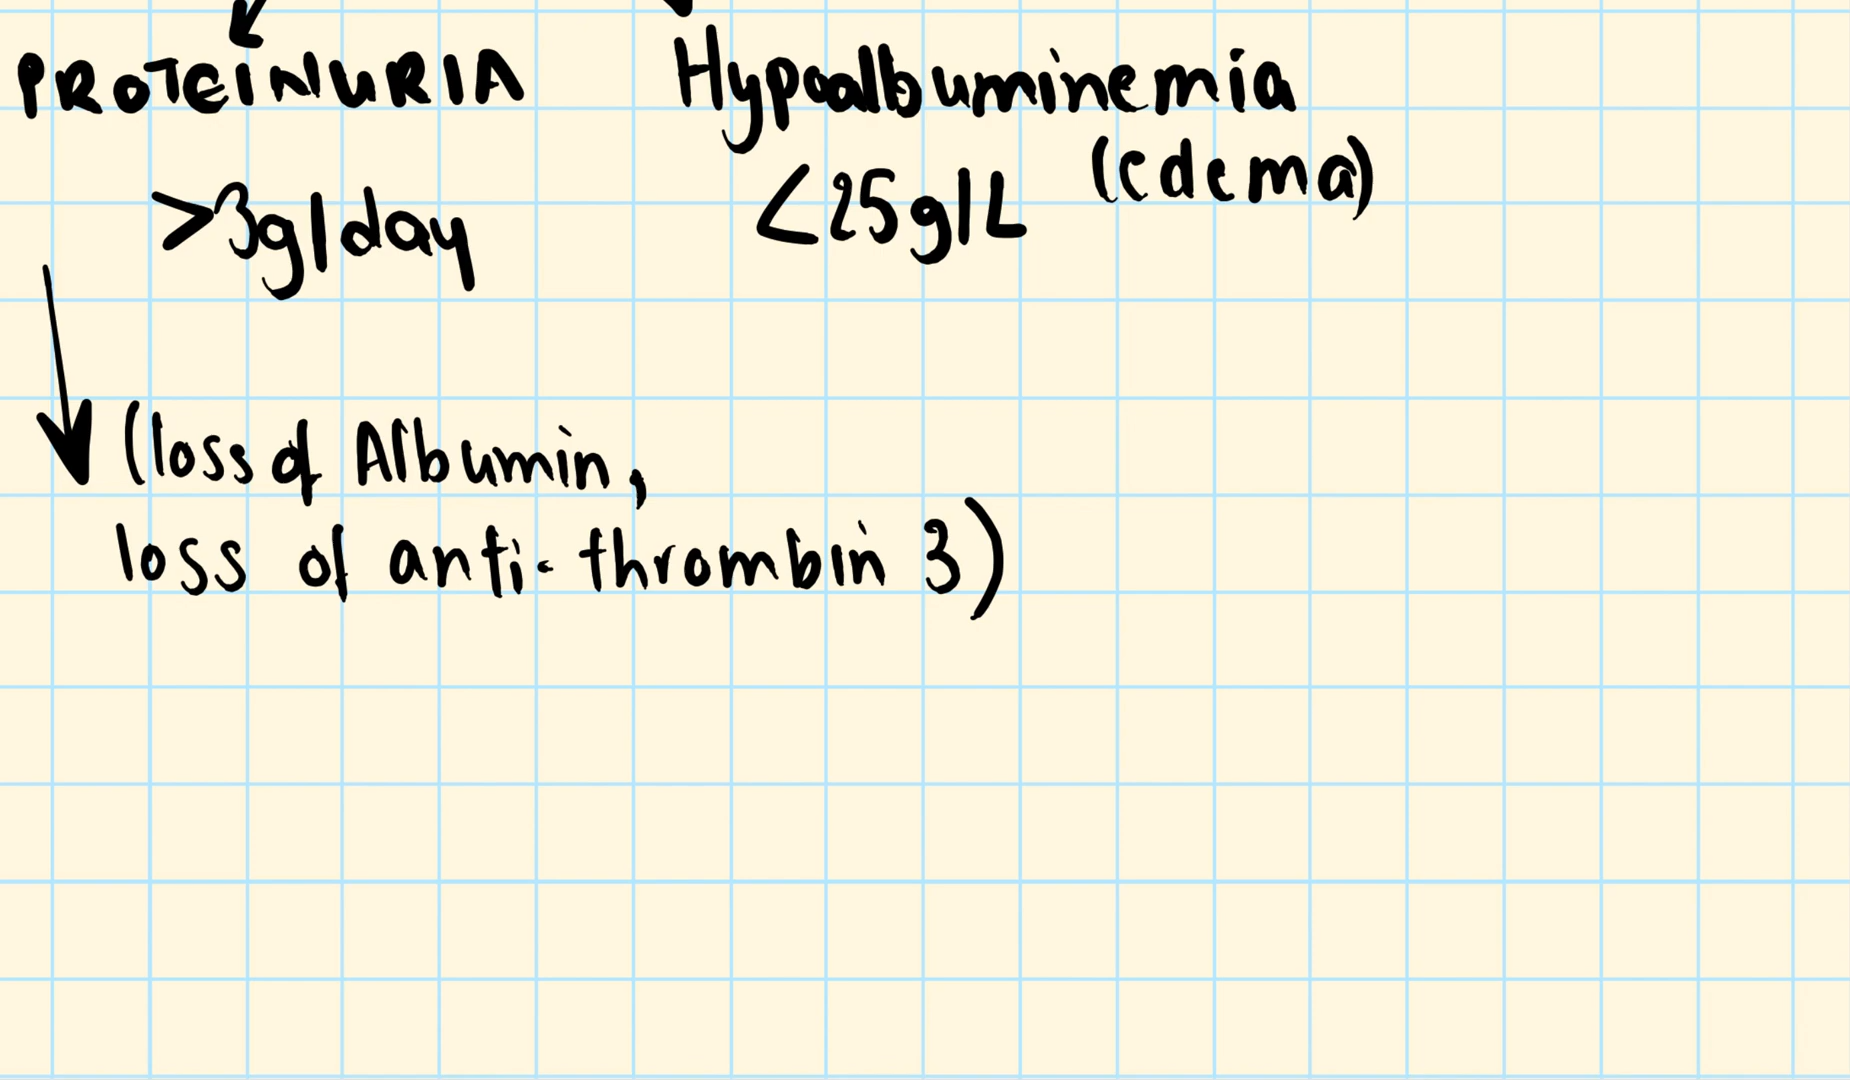 PROTEINURIA Hypoalbuminemia
>3g/day <25g/L (edema)
(loss of Albumin,
loss of anti-thrombin 3)